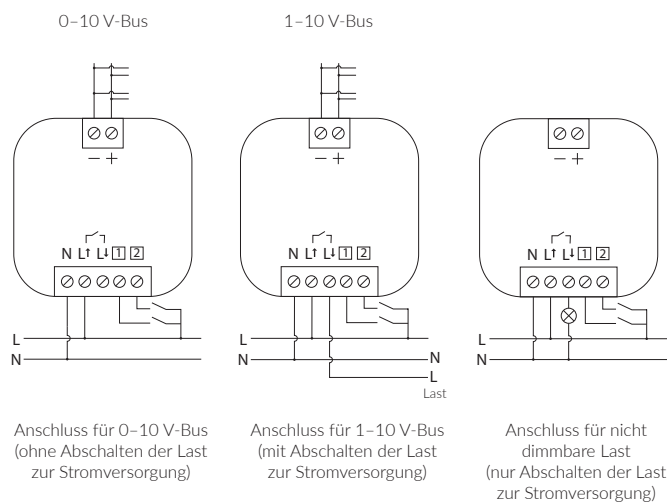 0–10 V-Bus
1–10 V-Bus
– +
– +
– +
N L↑ L↓ 1 2
N L↑ L↓ 1 2
N L↑ L↓ 1 2
L
N
L
N
N
L
Last
L
N
Anschluss für 0–10 V-Bus
(ohne Abschalten der Last
zur Stromversorgung)
Anschluss für 1–10 V-Bus
(mit Abschalten der Last
zur Stromversorgung)
Anschluss für nicht
dimmbare Last
(nur Abschalten der Last
zur Stromversorgung)